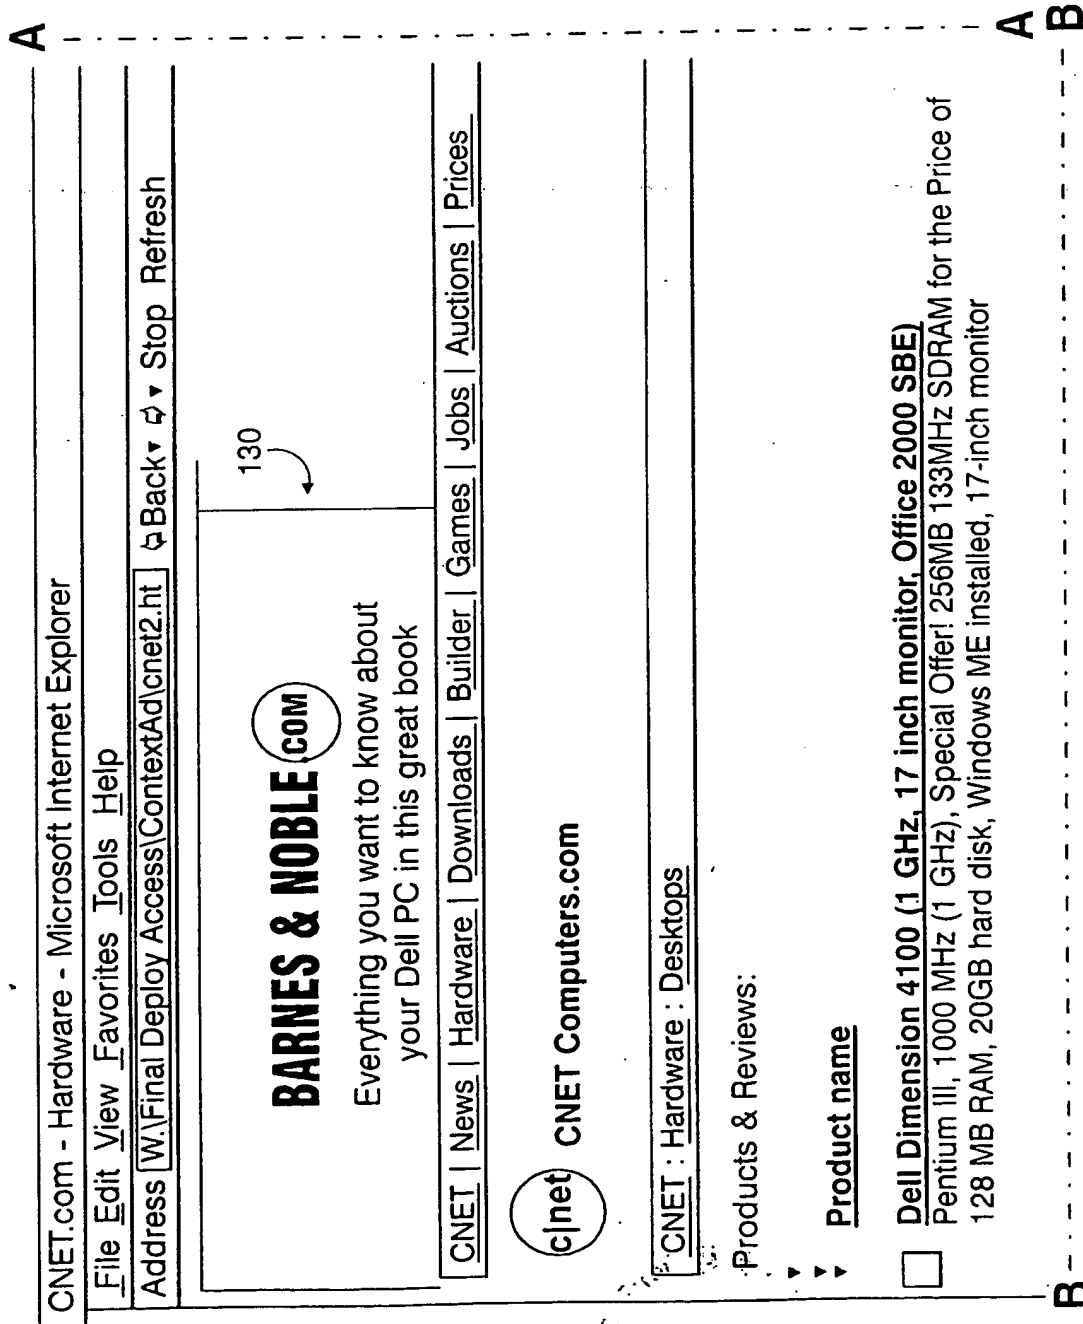 A
CNET.com - Hardware - Microsoft Internet Explorer
File Edit View Favorites Tools Help
Address W.\Final Deploy Access\ContextAd\cnet2.ht Back Stop Refresh
130
BARNES & NOBLE .COM
Everything you want to know about
your Dell PC in this great book
CNET | News | Hardware | Downloads | Builder | Games | Jobs | Auctions | Prices
c|net CNET Computers.com
CNET : Hardware : Desktops
Products & Reviews:
Product name
Dell Dimension 4100 (1 GHz, 17 inch monitor, Office 2000 SBE)
Pentium III, 1000 MHz (1 GHz), Special Offer! 256MB 133MHz SDRAM for the Price of
128 MB RAM, 20GB hard disk, Windows ME installed, 17-inch monitor
A
B
B